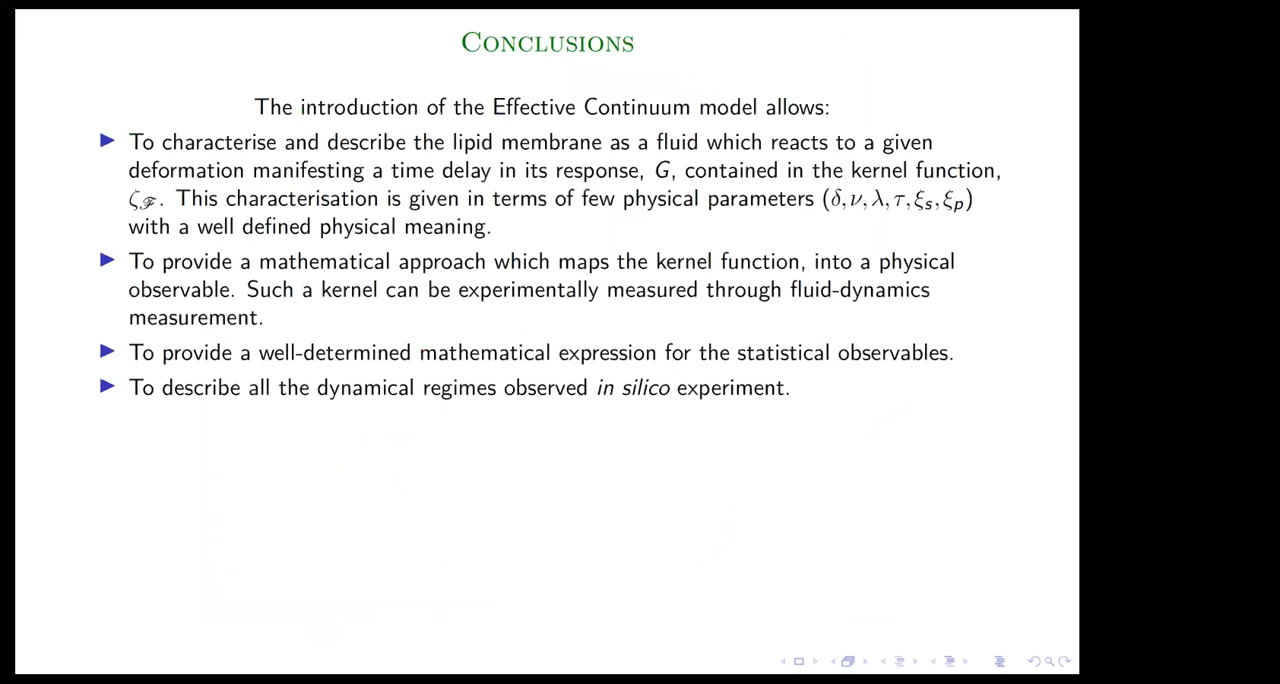 CONCLUSIONS
The introduction of the Effective Continuum model allows:
▶ To characterise and describe the lipid membrane as a fluid which reacts to a given
deformation manifesting a time delay in its response, G, contained in the kernel function,
ζ_ℱ. This characterisation is given in terms of few physical parameters (δ, ν, λ, τ, ξₛ, ξₚ)
with a well defined physical meaning.
▶ To provide a mathematical approach which maps the kernel function, into a physical
observable. Such a kernel can be experimentally measured through fluid-dynamics
measurement.
▶ To provide a well-determined mathematical expression for the statistical observables.
▶ To describe all the dynamical regimes observed in silico experiment.